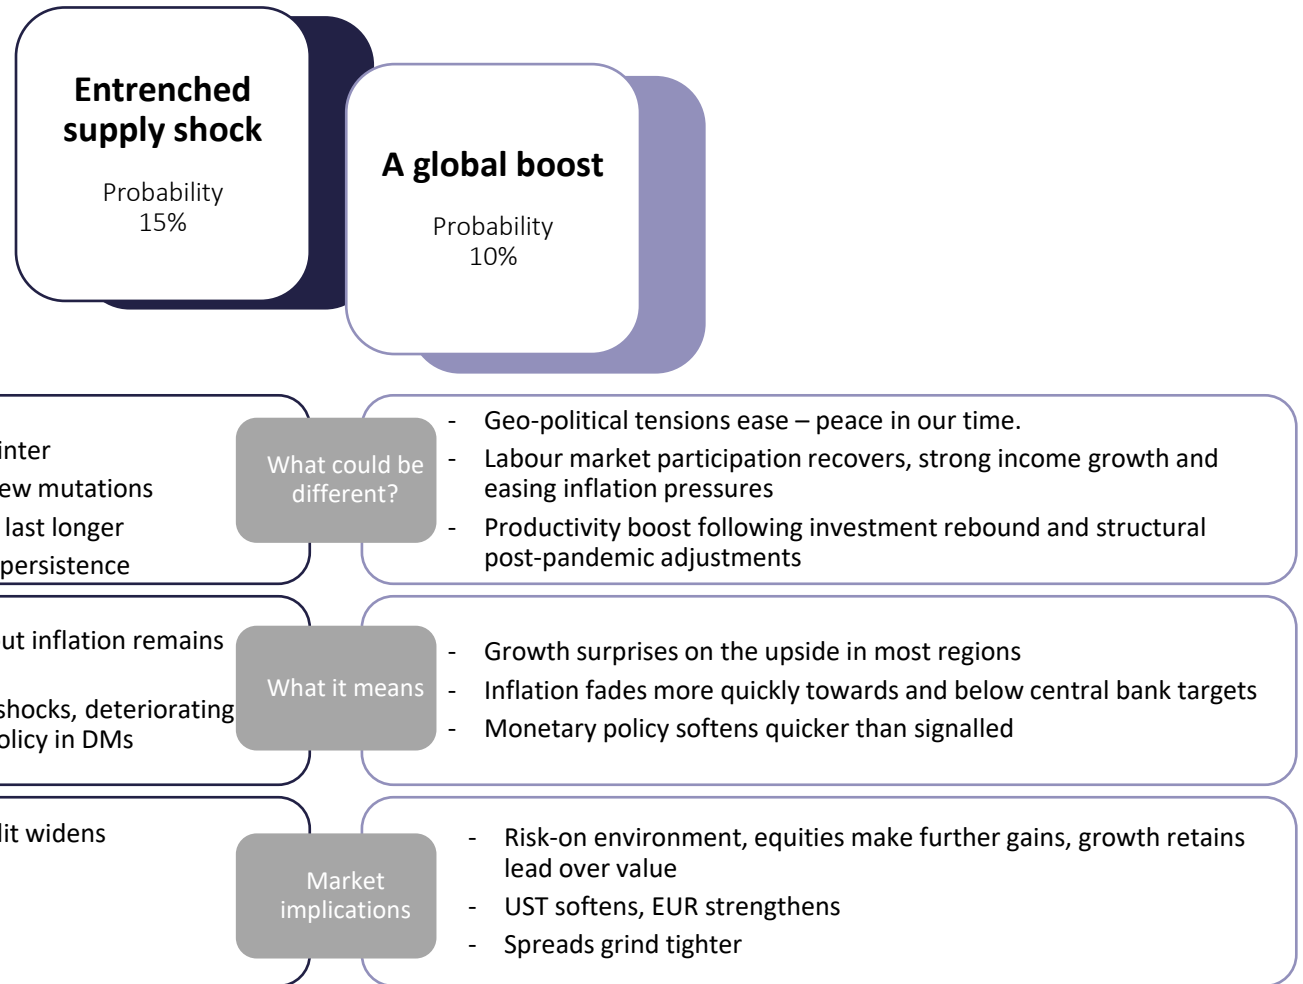 Entrenched
supply shock
Probability
15%
A global boost
Probability
10%
last longer
persistence
What could be
different?
- Geo-political tensions ease – peace in our time.
- Labour market participation recovers, strong income growth and
easing inflation pressures
- Productivity boost following investment rebound and structural
post-pandemic adjustments
mutations
inflation remains
shocks, deteriorating
in DMs
What it means
- Growth surprises on the upside in most regions
- Inflation fades more quickly towards and below central bank targets
- Monetary policy softens quicker than signalled
widens
Market
implications
- Risk-on environment, equities make further gains, growth retains
lead over value
- UST softens, EUR strengthens
- Spreads grind tighter